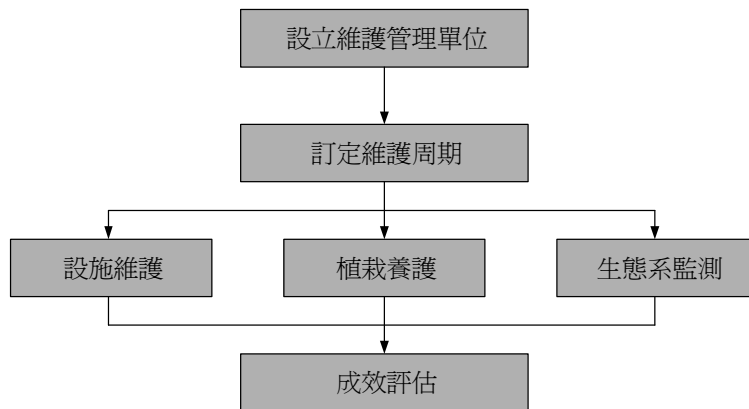 設立維護管理單位
訂定維護周期
設施維護
植栽養護
生態系監測
成效評估